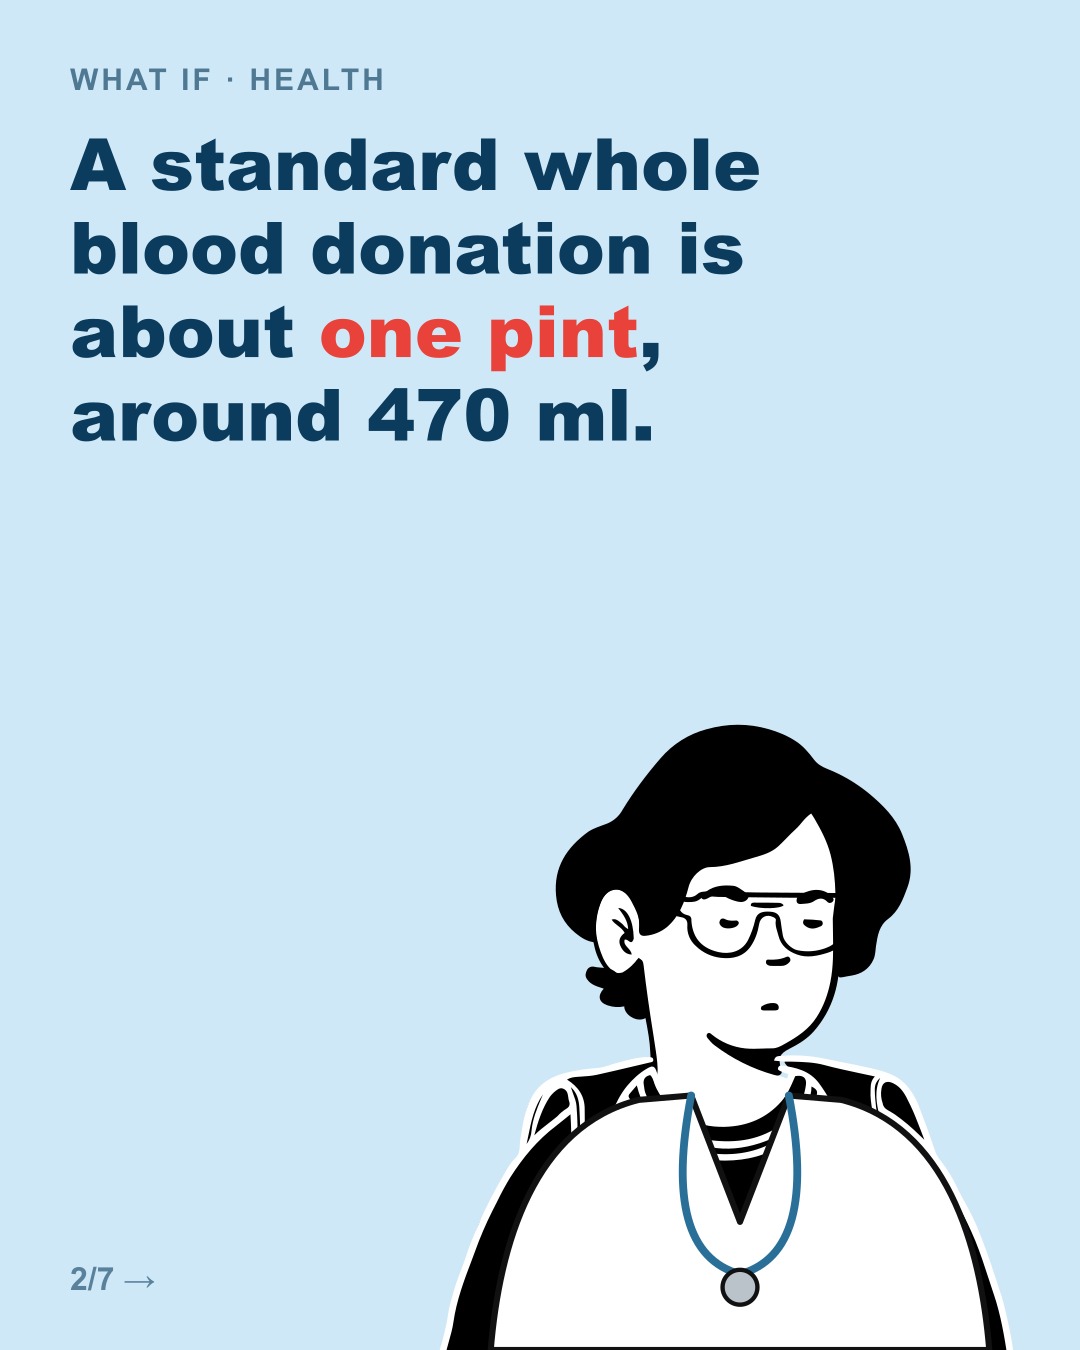 WHAT IF · HEALTH
A standard whole
blood donation is
about one pint,
around 470 ml.
2/7 →